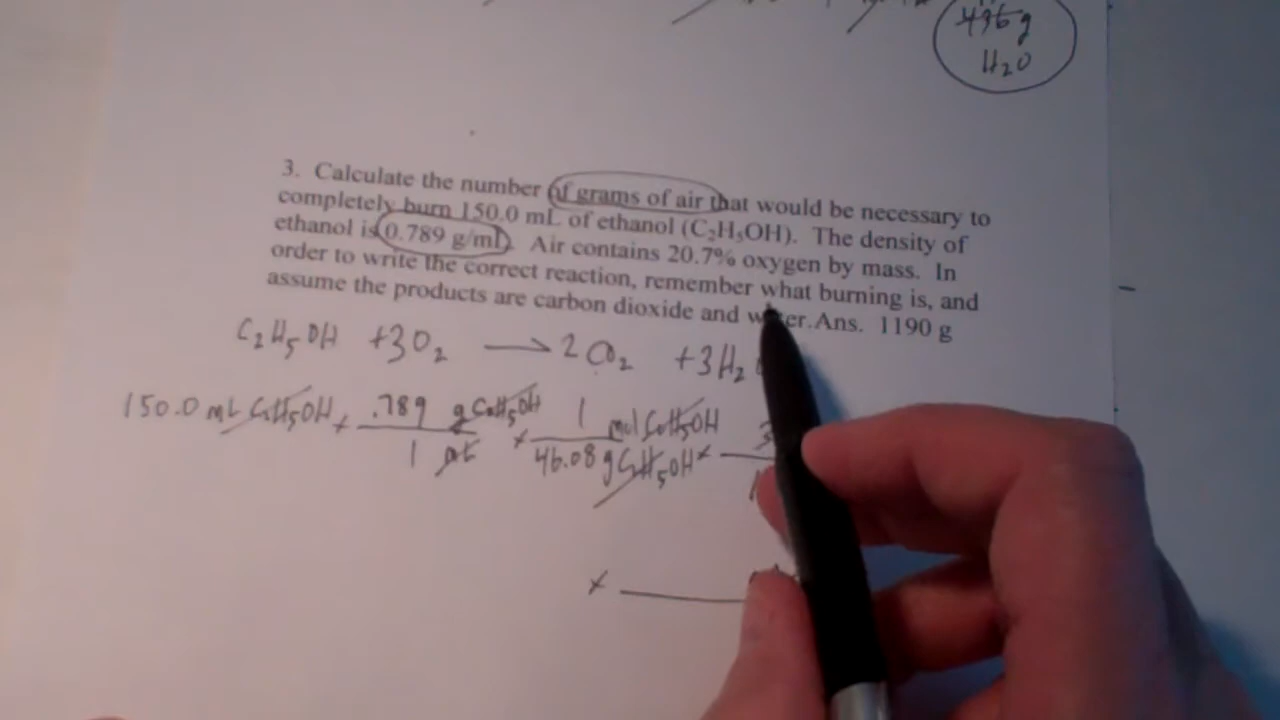 496g
H₂O
3. Calculate the number of grams of air that would be necessary to
completely burn 150.0 mL of ethanol (C₂H₅OH). The density of
ethanol is 0.789 g/ml. Air contains 20.7% oxygen by mass. In
order to write the correct reaction, remember what burning is, and
assume the products are carbon dioxide and water. Ans. 1190 g
C₂H₅OH +3O₂ → 2CO₂ +3H₂
150.0 mL C₂H₅OH x .789 g C₂H₅OH x 1 mol C₂H₅OH x 3
1 mL 46.08 g C₂H₅OH 1
x